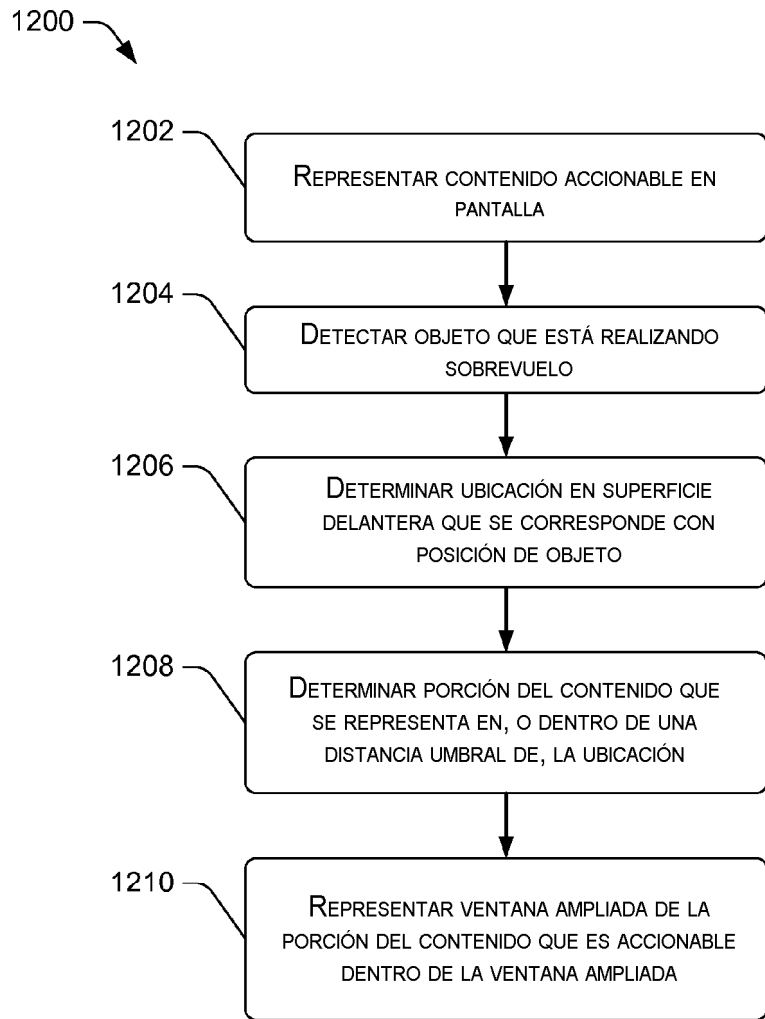 1200
1202
REPRESENTAR CONTENIDO ACCIONABLE EN
PANTALLA
1204
DETECTAR OBJETO QUE ESTÁ REALIZANDO
SOBREVUELO
1206
DETERMINAR UBICACIÓN EN SUPERFICIE
DELANTERA QUE SE CORRESPONDE CON
POSICIÓN DE OBJETO
1208
DETERMINAR PORCIÓN DEL CONTENIDO QUE
SE REPRESENTA EN, O DENTRO DE UNA
DISTANCIA UMBRAL DE, LA UBICACIÓN
1210
REPRESENTAR VENTANA AMPLIADA DE LA
PORCIÓN DEL CONTENIDO QUE ES ACCIONABLE
DENTRO DE LA VENTANA AMPLIADA